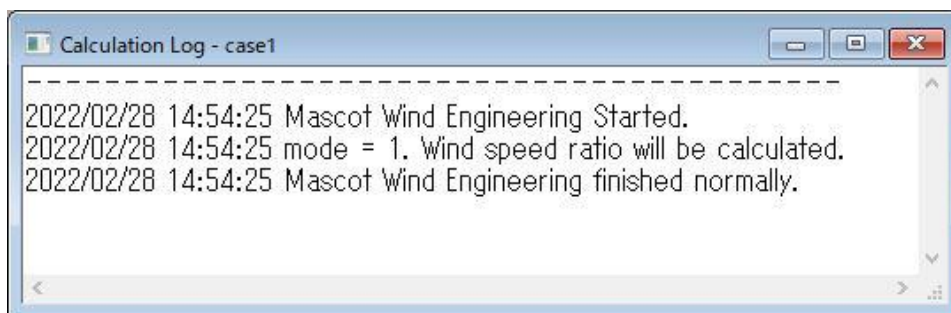 Calculation Log - case1
--------------------------------------------
2022/02/28 14:54:25 Mascot Wind Engineering Started.
2022/02/28 14:54:25 mode = 1. Wind speed ratio will be calculated.
2022/02/28 14:54:25 Mascot Wind Engineering finished normally.